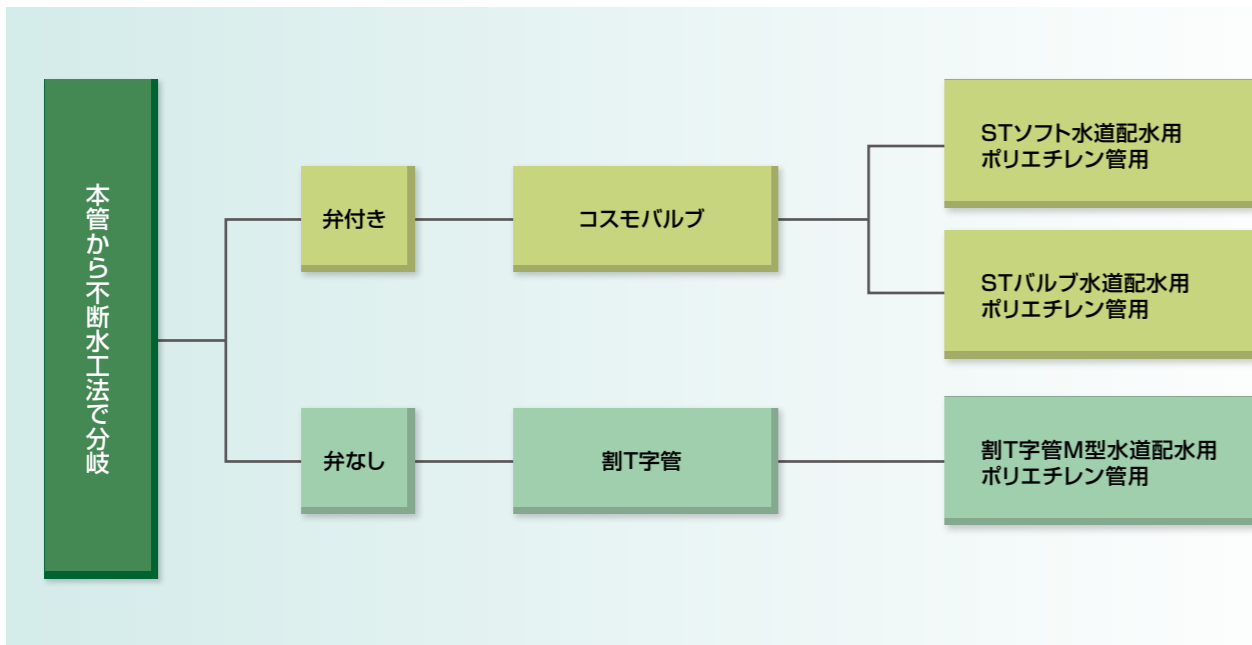 本管から不断水工法で分岐
弁付き
コスモバルブ
STソフト水道配水用
ポリエチレン管用
STバルブ水道配水用
ポリエチレン管用
弁なし
割T字管
割T字管M型水道配水用
ポリエチレン管用